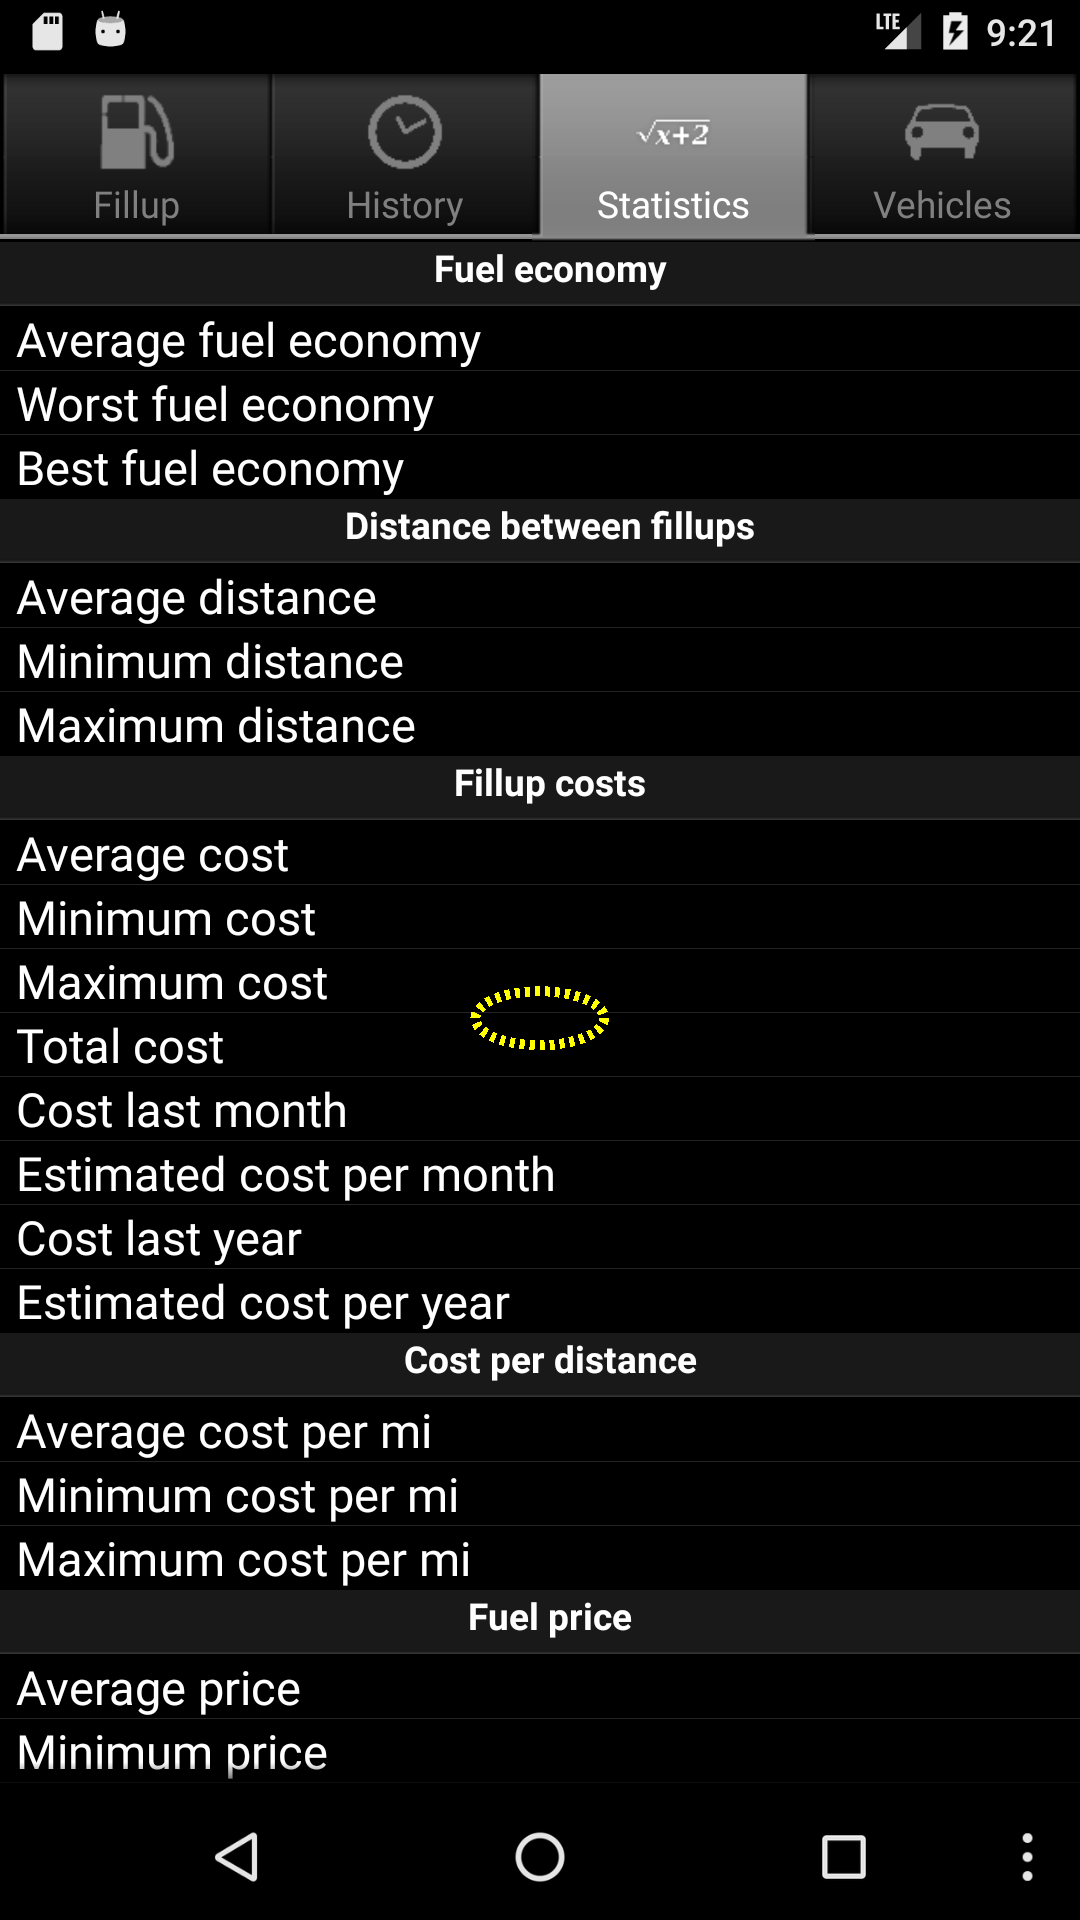 LTE 9:21
√x+2
Fillup History Statistics Vehicles
Fuel economy
Average fuel economy
Worst fuel economy
Best fuel economy
Distance between fillups
Average distance
Minimum distance
Maximum distance
Fillup costs
Average cost
Minimum cost
Maximum cost
Total cost
Cost last month
Estimated cost per month
Cost last year
Estimated cost per year
Cost per distance
Average cost per mi
Minimum cost per mi
Maximum cost per mi
Fuel price
Average price
Minimum price